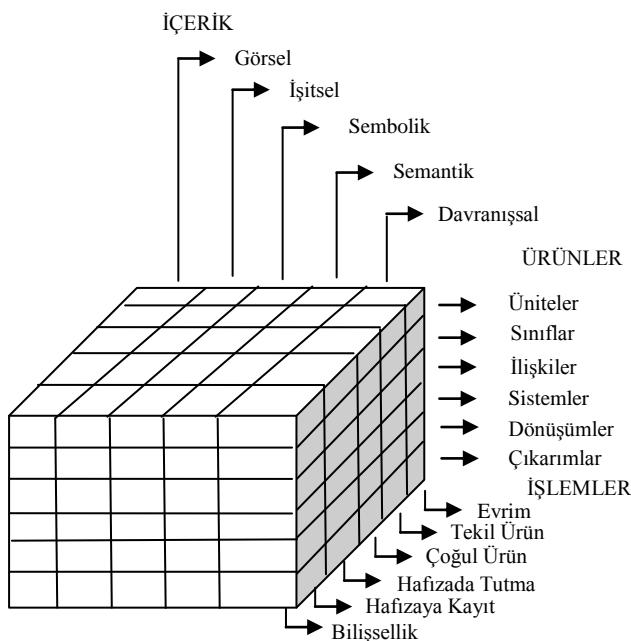 İÇERİK
Görsel
İşitsel
Sembolik
Semantik
Davranışsal
ÜRÜNLER
Üniteler
Sınıflar
İlişkiler
Sistemler
Dönüşümler
Çıkarımlar
İŞLEMLER
Evrim
Tekil Ürün
Çoğul Ürün
Hafızada Tutma
Hafızaya Kayıt
Bilişsellik